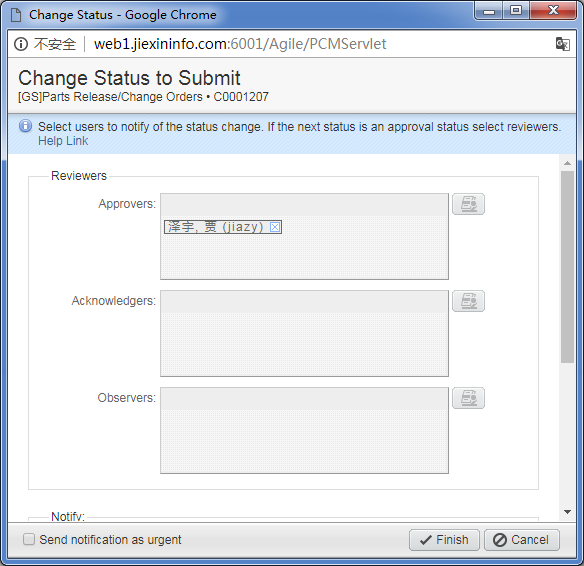 Change Status - Google Chrome
不安全 web1.jiexininfo.com:6001/Agile/PCMServlet
Change Status to Submit
[GS]Parts Release/Change Orders • C0001207
Select users to notify of the status change. If the next status is an approval status select reviewers.
Help Link
Reviewers
Approvers:
泽宇, 贾 (jiazy)
Acknowledgers:
Observers:
Notify:
Send notification as urgent
Finish
Cancel